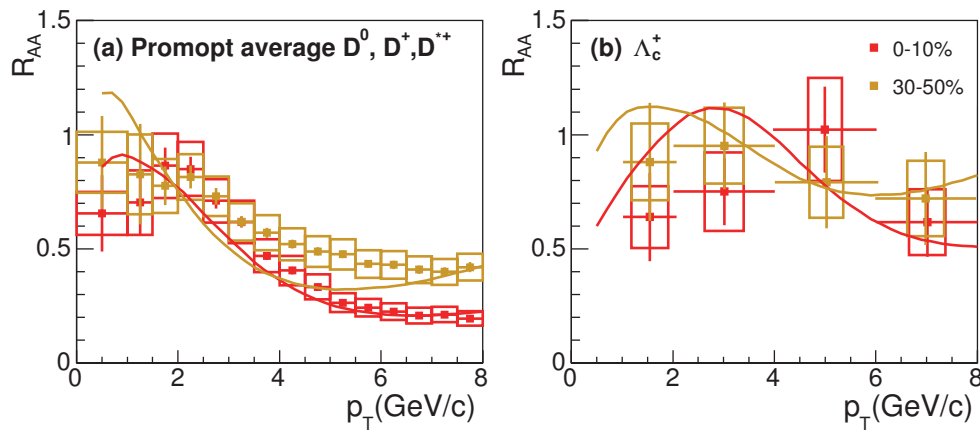 (a) Promopt average D⁰, D⁺,D*⁺
R_AA
1.5
1
0.5
0
0 2 4 6 8
p_T(GeV/c)
(b) Λ_c⁺
0-10%
30-50%
R_AA
1.5
1
0.5
0
0 2 4 6 8
p_T(GeV/c)